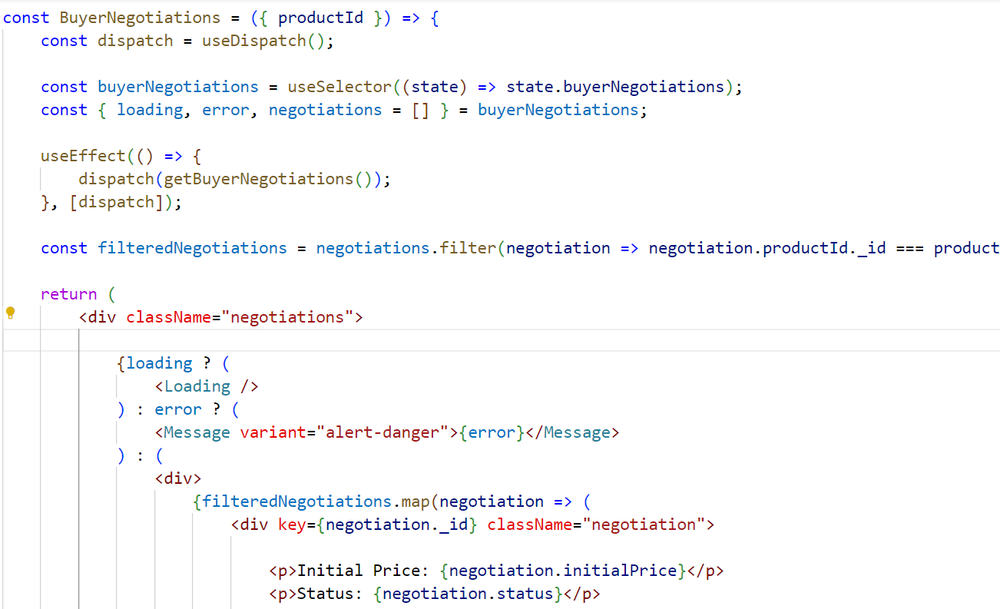 const BuyerNegotiations = ({ productId }) => {
const dispatch = useDispatch();
const buyerNegotiations = useSelector((state) => state.buyerNegotiations);
const { loading, error, negotiations = [] } = buyerNegotiations;
useEffect(() => {
dispatch(getBuyerNegotiations());
}, [dispatch]);
const filteredNegotiations = negotiations.filter(negotiation => negotiation.productId._id === product
return (
<div className="negotiations">
{loading ? (
<Loading />
) : error ? (
<Message variant="alert-danger">{error}</Message>
) : (
<div>
{filteredNegotiations.map(negotiation => (
<div key={negotiation._id} className="negotiation">
<p>Initial Price: {negotiation.initialPrice}</p>
<p>Status: {negotiation.status}</p>